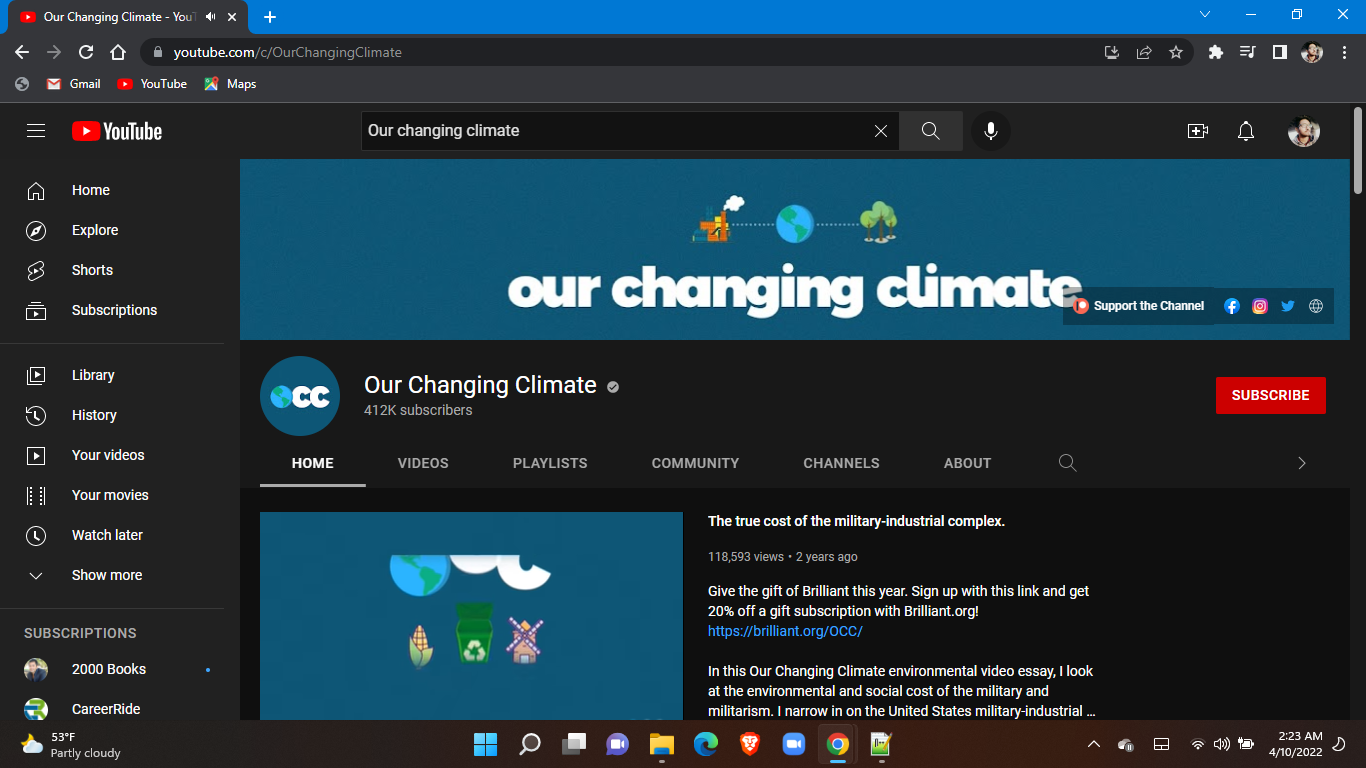 Our Changing Climate - You
youtube.com/c/OurChangingClimate
Gmail
YouTube
Maps
YouTube
Our changing climate
Home
Explore
Shorts
Subscriptions
Library
History
Your videos
Your movies
Watch later
Show more
SUBSCRIPTIONS
2000 Books
CareerRide
our changing climate
Support the Channel
OCC
Our Changing Climate
412K subscribers
SUBSCRIBE
HOME
VIDEOS
PLAYLISTS
COMMUNITY
CHANNELS
ABOUT
The true cost of the military-industrial complex.
118,593 views • 2 years ago
Give the gift of Brilliant this year. Sign up with this link and get
20% off a gift subscription with Brilliant.org!
https://brilliant.org/OCC/
In this Our Changing Climate environmental video essay, I look
at the environmental and social cost of the military and
militarism. I narrow in on the United States military-industrial ...
53°F
Partly cloudy
2:23 AM
4/10/2022